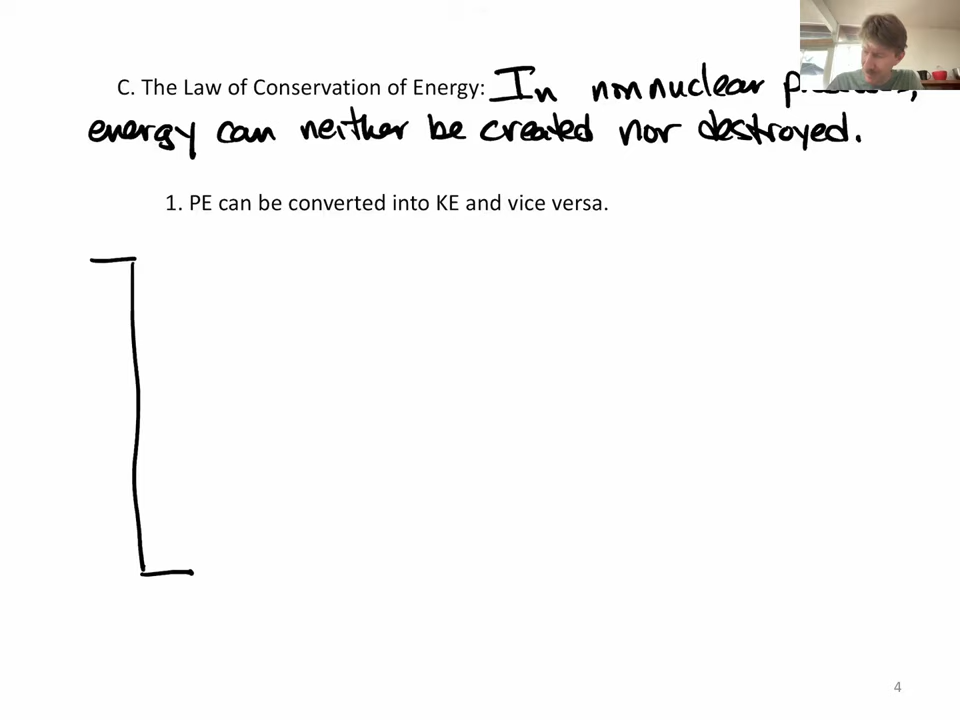 C. The Law of Conservation of Energy: In nonnuclear
energy can neither be created nor destroyed.
1. PE can be converted into KE and vice versa.
4